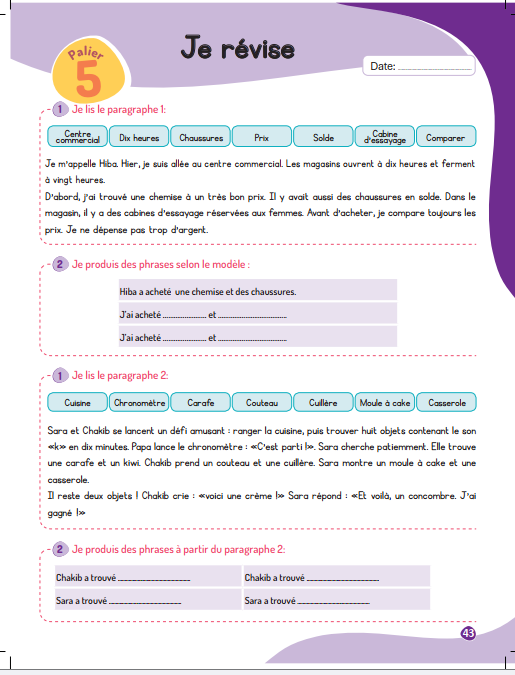 Je révise
Palier
5
Date: ..............................
1 Je lis le paragraphe 1:
Centre commercial Dix heures Chaussures Prix Solde Cabine d'essayage Comparer
Je m'appelle Hiba. Hier, je suis allée au centre commercial. Les magasins ouvrent à dix heures et ferment
à vingt heures.
D'abord, j'ai trouvé une chemise à un très bon prix. Il y avait aussi des chaussures en solde. Dans le
magasin, il y a des cabines d'essayage réservées aux femmes. Avant d'acheter, je compare toujours les
prix. Je ne dépense pas trop d'argent.
2 Je produis des phrases selon le modèle :
Hiba a acheté une chemise et des chaussures.
J'ai acheté .................... et ..............................
J'ai acheté .................... et ..............................
1 Je lis le paragraphe 2:
Cuisine Chronomètre Carafe Couteau Cuillère Moule à cake Casserole
Sara et Chakib se lancent un défi amusant : ranger la cuisine, puis trouver huit objets contenant le son
«k» en dix minutes. Papa lance le chronomètre : «C'est parti !». Sara cherche patiemment. Elle trouve
une carafe et un kiwi. Chakib prend un couteau et une cuillère. Sara montre un moule à cake et une
casserole.
Il reste deux objets ! Chakib crie : «voici une crème !» Sara répond : «Et voilà, un concombre. J'ai
gagné !»
2 Je produis des phrases à partir du paragraphe 2:
Chakib a trouvé .............................. Chakib a trouvé ..............................
Sara a trouvé .............................. Sara a trouvé ..............................
43